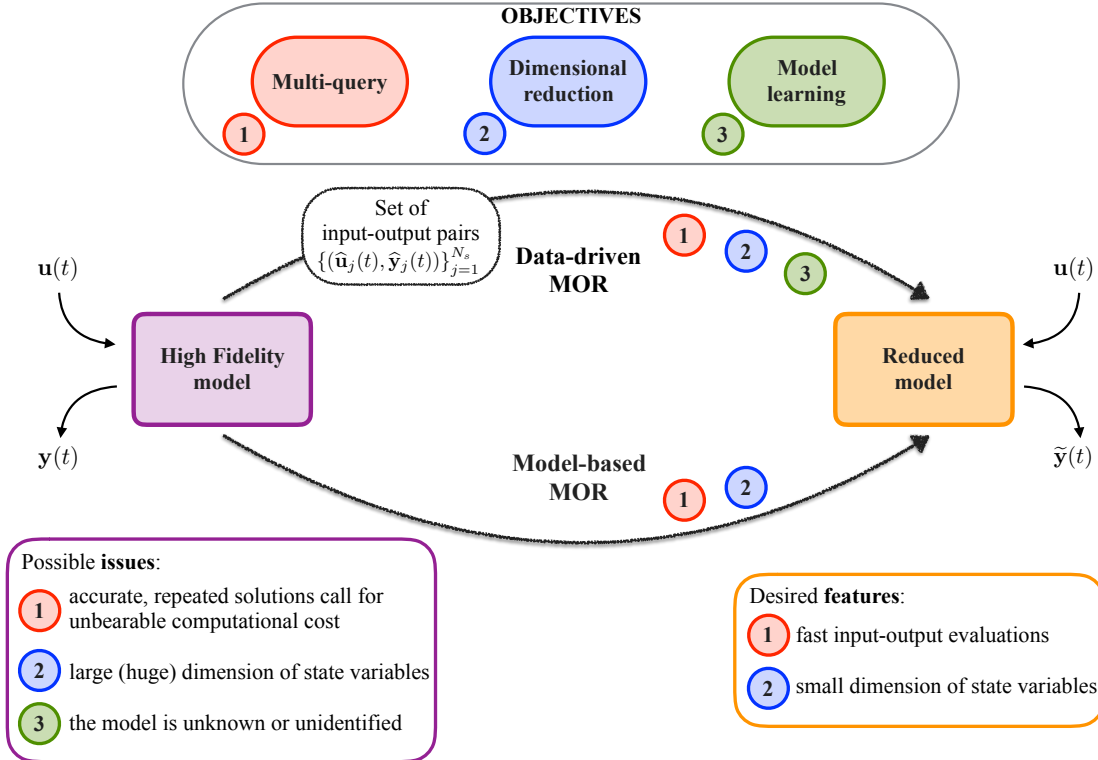 OBJECTIVES
Multi-query
1
Dimensional
reduction
2
Model
learning
3
Set of
input-output pairs
{(û_j(t), ŷ_j(t))}_{j=1}^{N_s}
Data-driven
MOR
1
2
3
u(t)
High Fidelity
model
y(t)
u(t)
Reduced
model
ỹ(t)
Model-based
MOR
1
2
Possible issues:
1 accurate, repeated solutions call for
unbearable computational cost
2 large (huge) dimension of state variables
3 the model is unknown or unidentified
Desired features:
1 fast input-output evaluations
2 small dimension of state variables